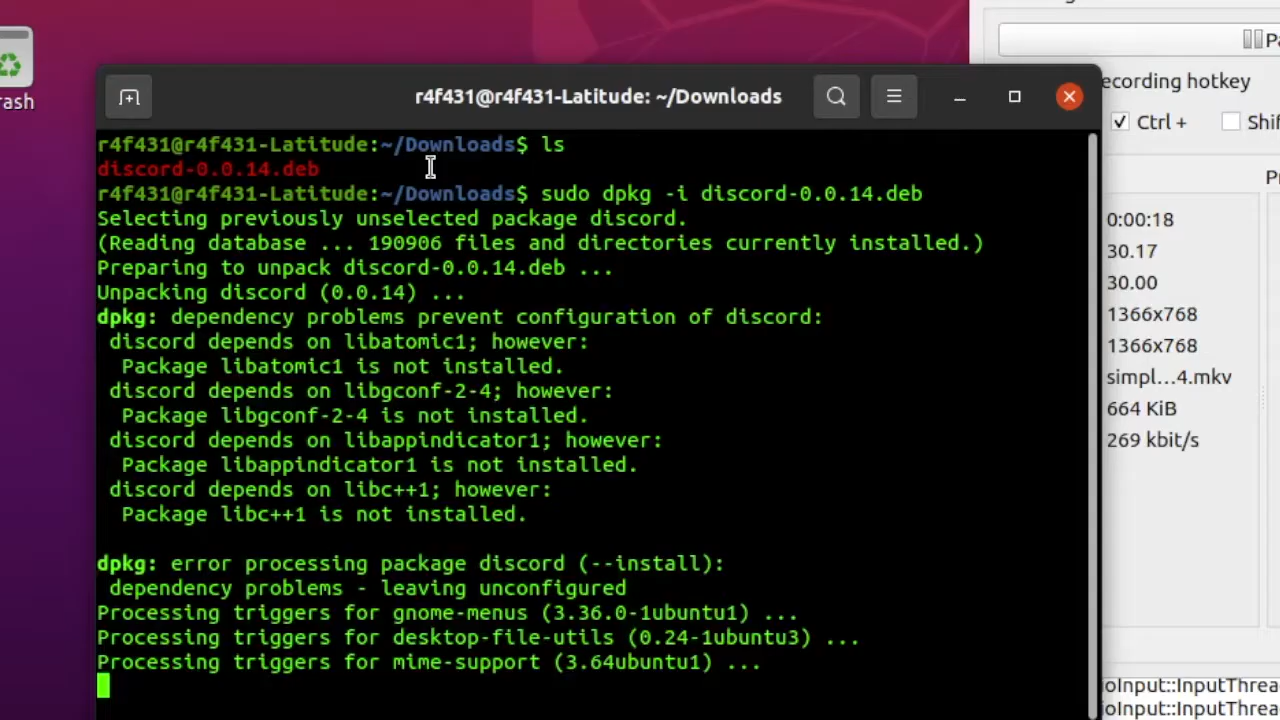 rash
r4f431@r4f431-Latitude: ~/Downloads
r4f431@r4f431-Latitude:~/Downloads$ ls
discord-0.0.14.deb
r4f431@r4f431-Latitude:~/Downloads$ sudo dpkg -i discord-0.0.14.deb
Selecting previously unselected package discord.
(Reading database ... 190906 files and directories currently installed.)
Preparing to unpack discord-0.0.14.deb ...
Unpacking discord (0.0.14) ...
dpkg: dependency problems prevent configuration of discord:
 discord depends on libatomic1; however:
  Package libatomic1 is not installed.
 discord depends on libgconf-2-4; however:
  Package libgconf-2-4 is not installed.
 discord depends on libappindicator1; however:
  Package libappindicator1 is not installed.
 discord depends on libc++1; however:
  Package libc++1 is not installed.
dpkg: error processing package discord (--install):
 dependency problems - leaving unconfigured
Processing triggers for gnome-menus (3.36.0-1ubuntu1) ...
Processing triggers for desktop-file-utils (0.24-1ubuntu3) ...
Processing triggers for mime-support (3.64ubuntu1) ...
Pa
ecording hotkey
Ctrl + Shif
Pr
0:00:18
30.17
30.00
1366x768
1366x768
simpl...4.mkv
664 KiB
269 kbit/s
ioInput::InputThrea
ioInput::InputThrea